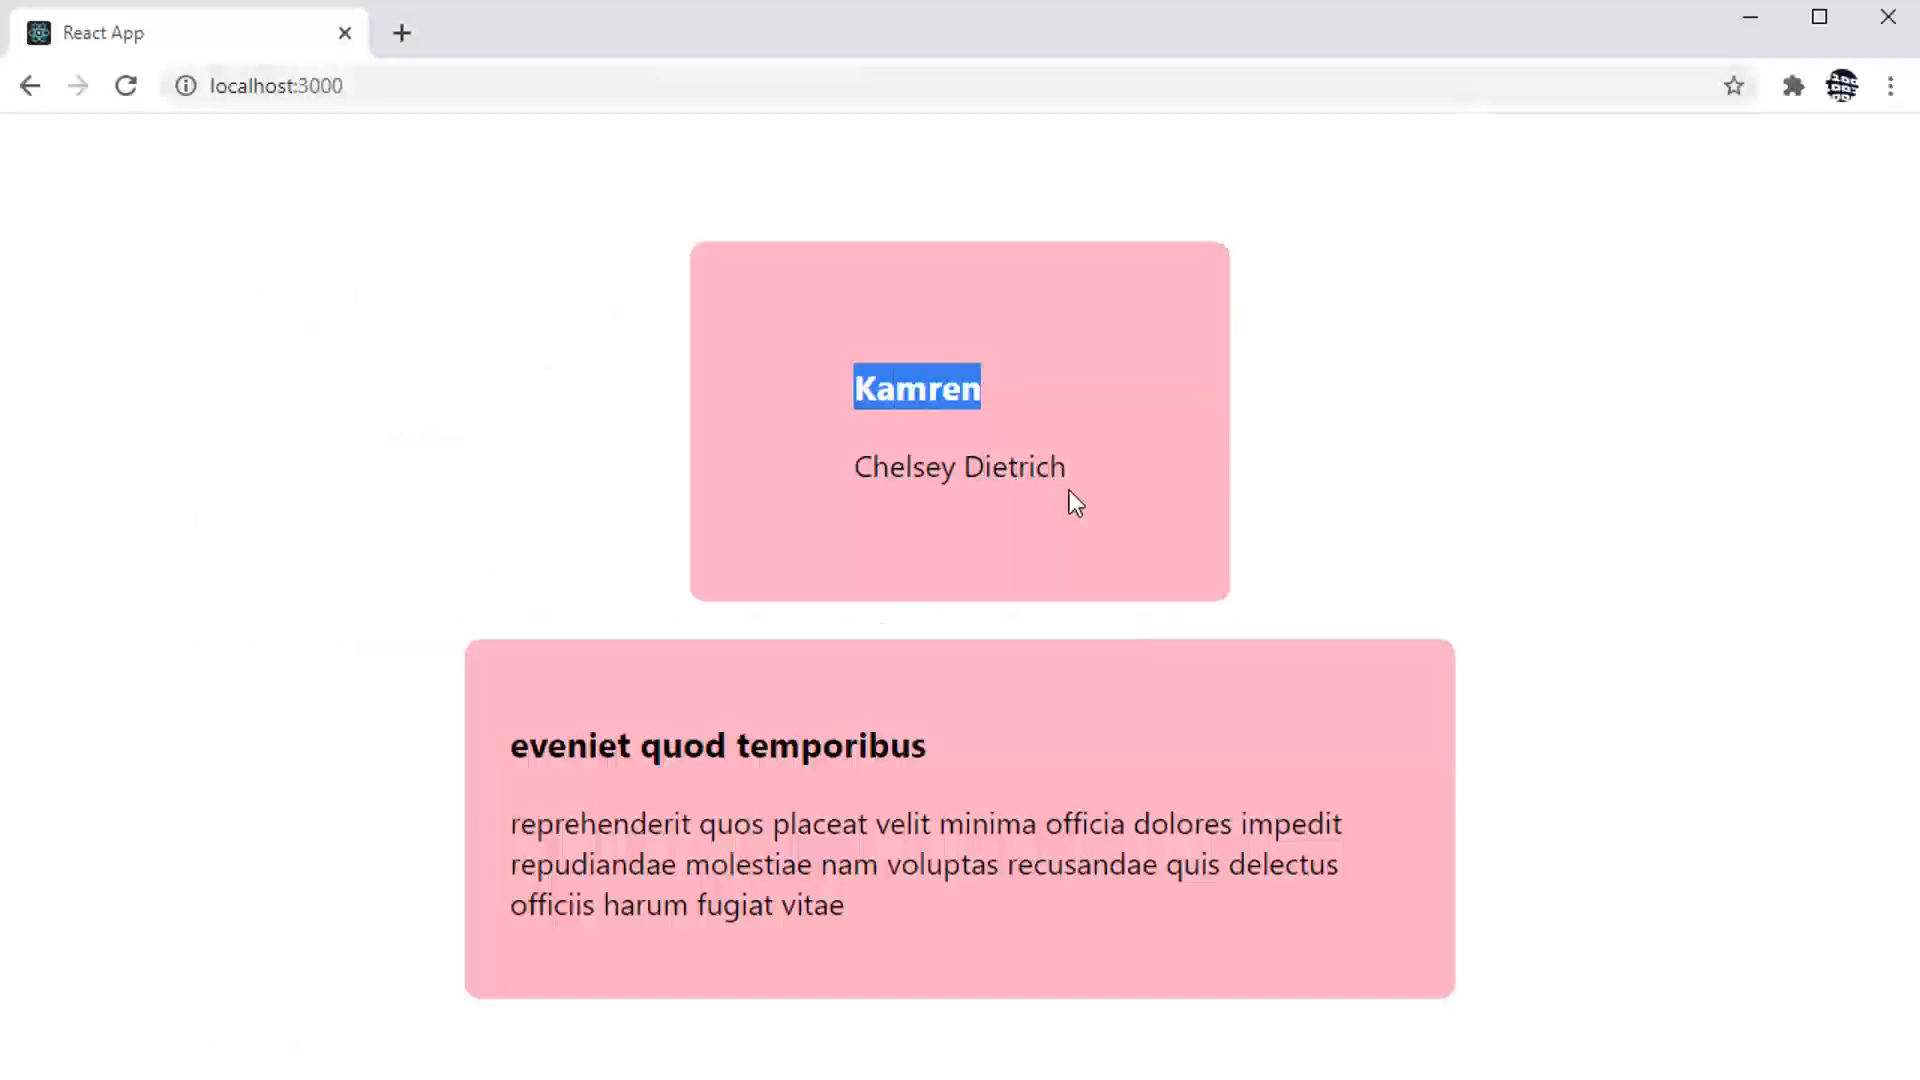 React App
localhost:3000
Kamren
Chelsey Dietrich
eveniet quod temporibus
reprehenderit quos placeat velit minima officia dolores impedit
repudiandae molestiae nam voluptas recusandae quis delectus
officiis harum fugiat vitae